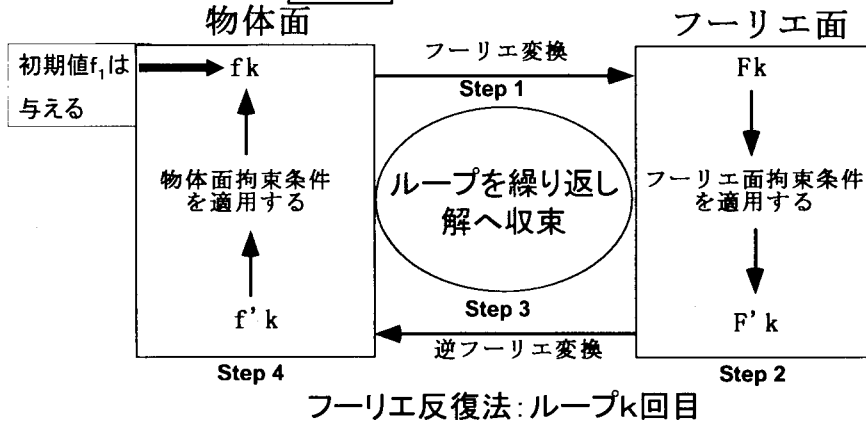 物体面
フーリエ面
初期値f₁は
与える
fk
フーリエ変換
Step 1
Fk
物体面拘束条件
を適用する
ループを繰り返し
解へ収束
フーリエ面拘束条件
を適用する
f'k
Step 3
逆フーリエ変換
F'k
Step 4
Step 2
フーリエ反復法:ループk回目